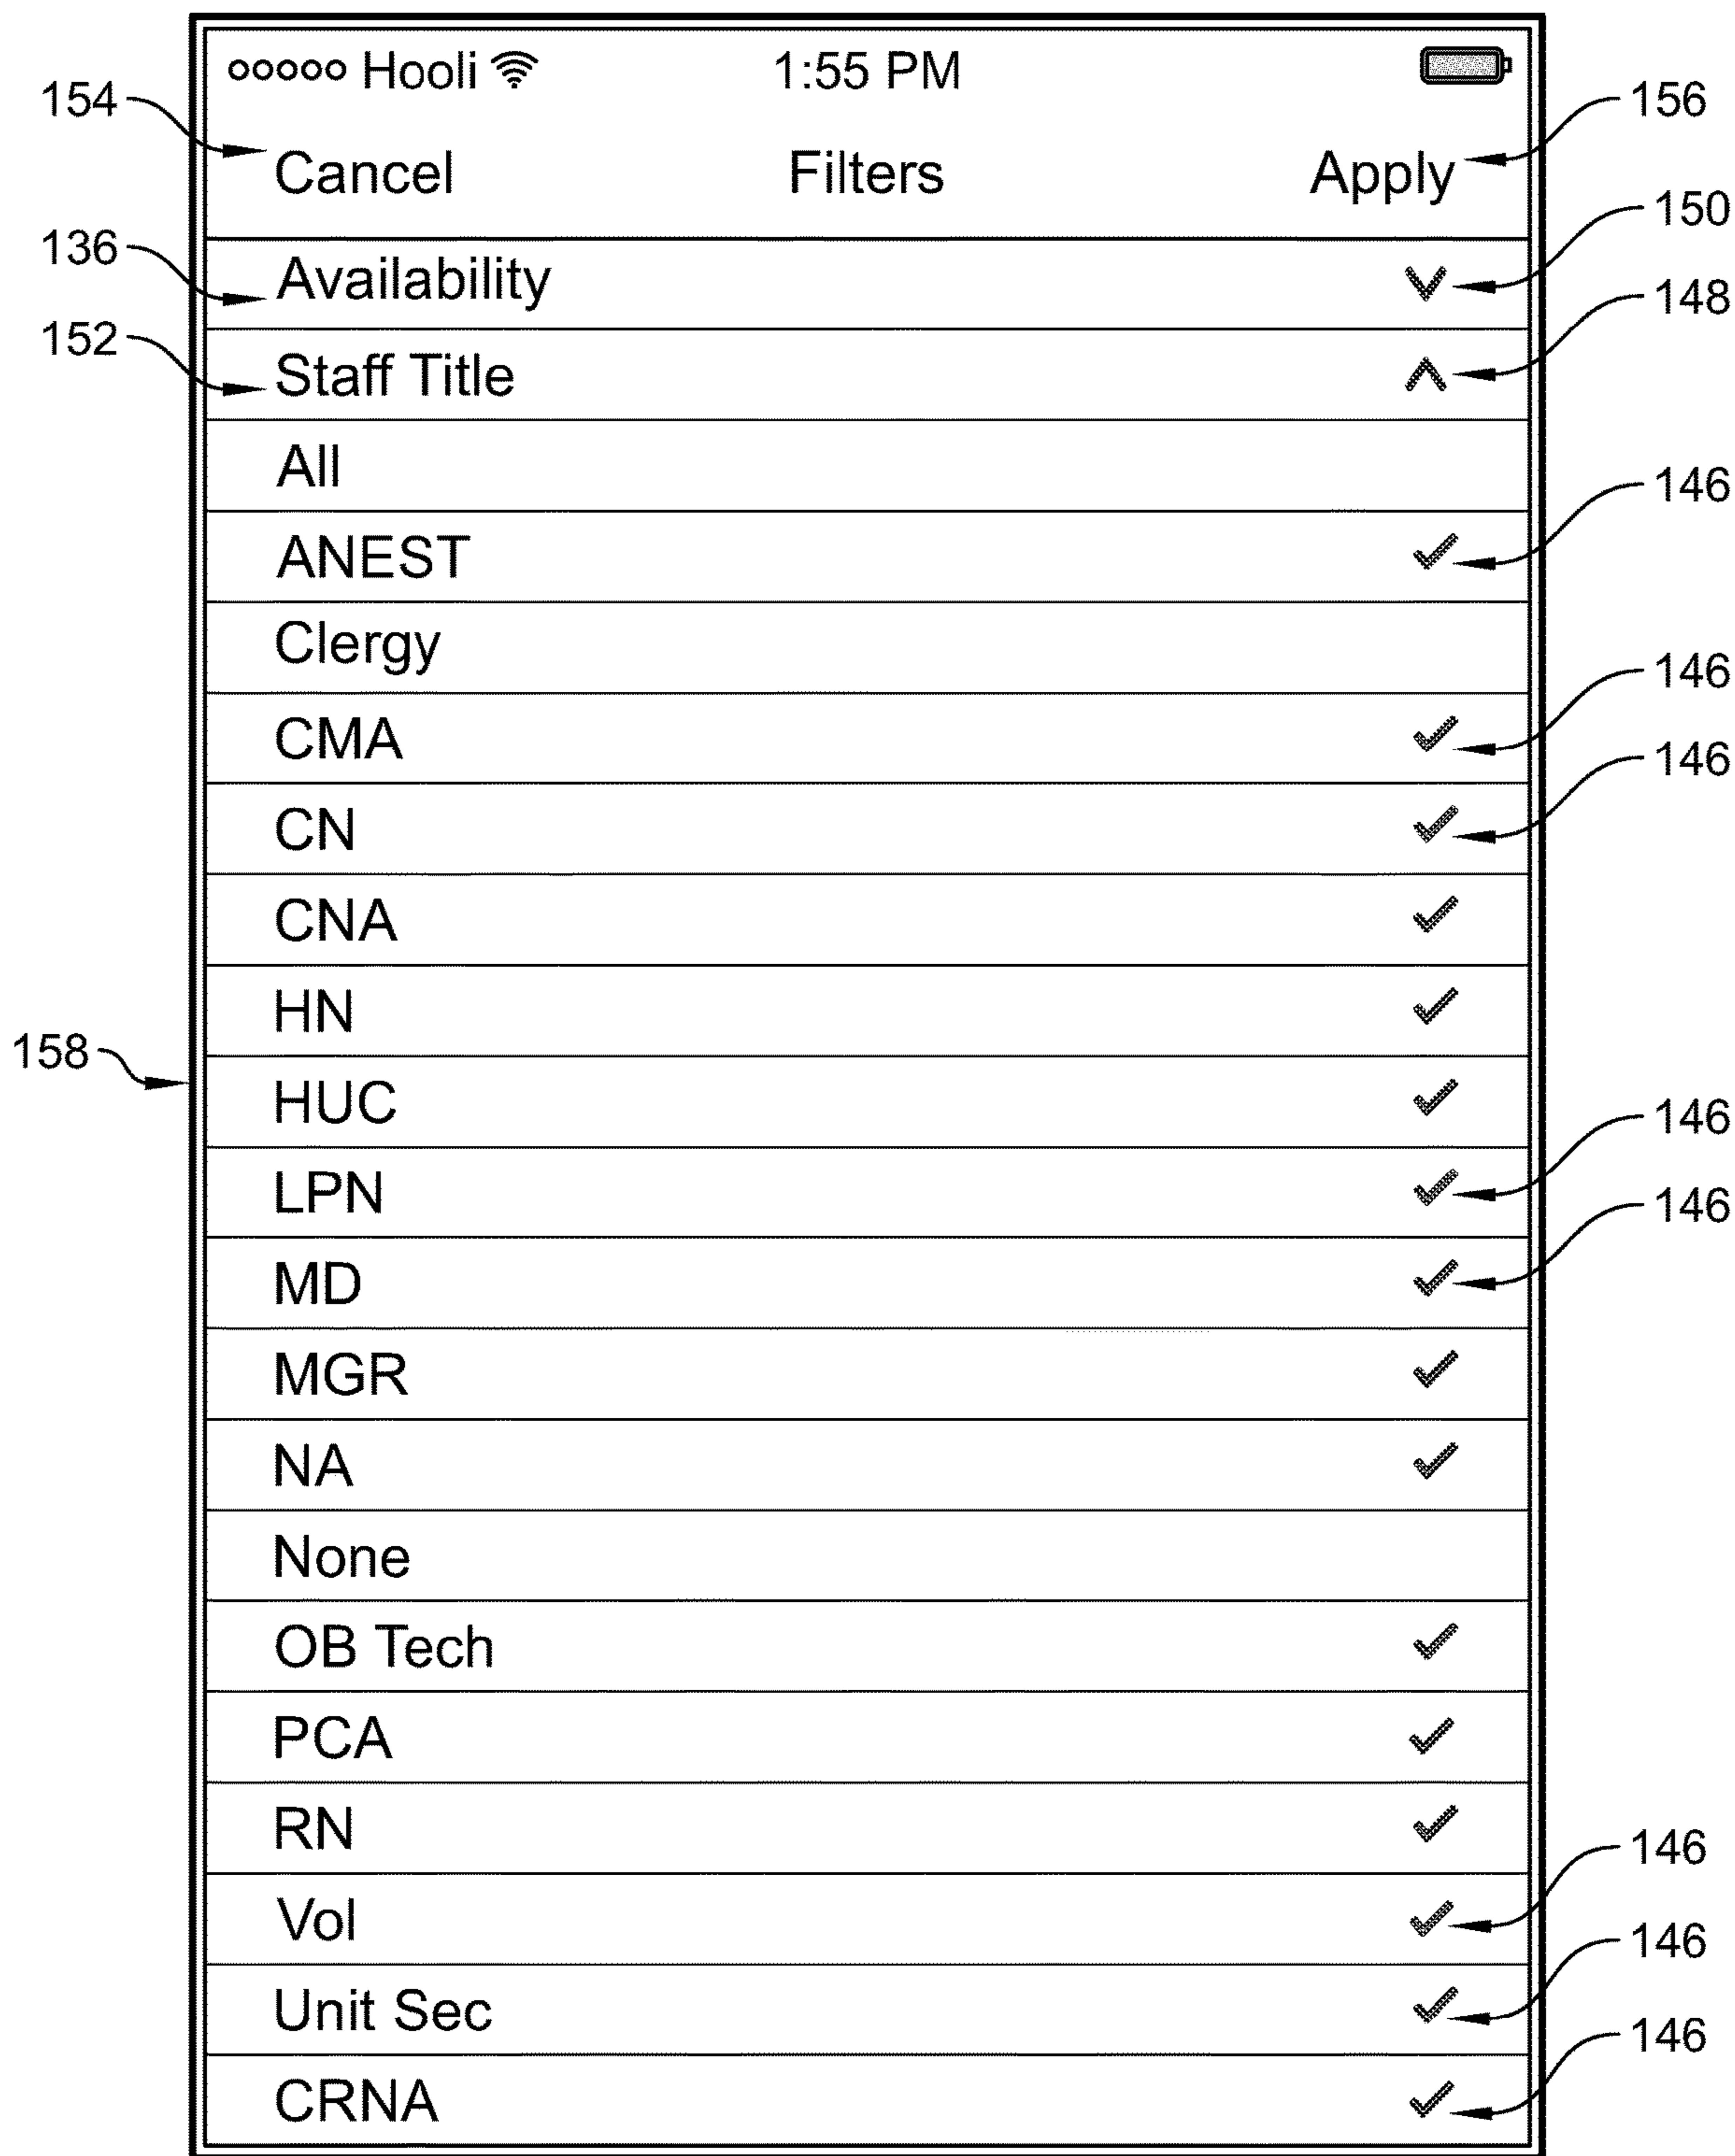 ooooo Hooli 1:55 PM
154 156
Cancel Filters Apply
150
136 Availability
148
152 Staff Title
All
146
ANEST
Clergy
146
CMA
146
CN
CNA
HN
158
HUC
146
LPN
146
MD
MGR
NA
None
OB Tech
PCA
RN
146
Vol
146
Unit Sec
146
CRNA